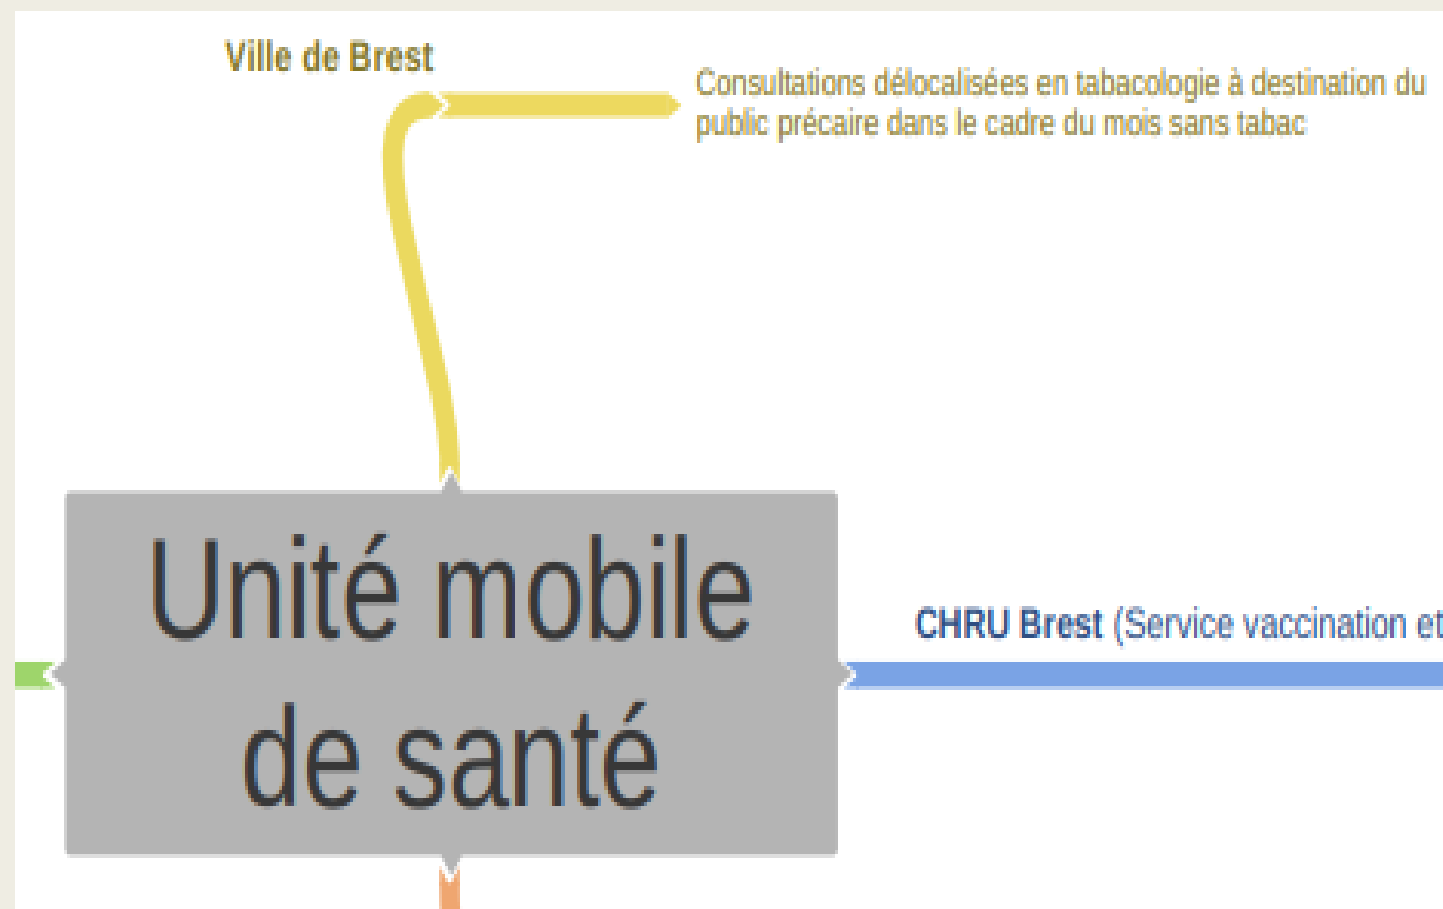 Ville de Brest
Consultations délocalisées en tabacologie à destination du
public précaire dans le cadre du mois sans tabac
Unité mobile
de santé
CHRU Brest (Service vaccination et